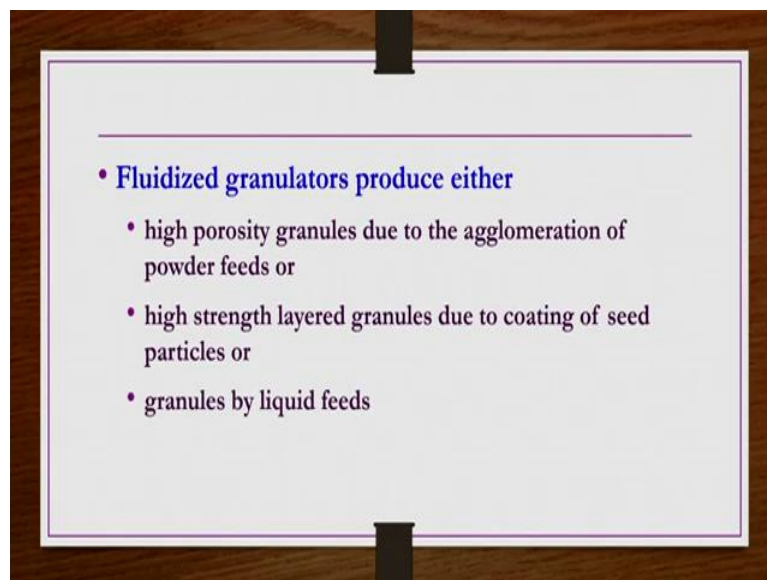 • Fluidized granulators produce either
• high porosity granules due to the agglomeration of
powder feeds or
• high strength layered granules due to coating of seed
particles or
• granules by liquid feeds